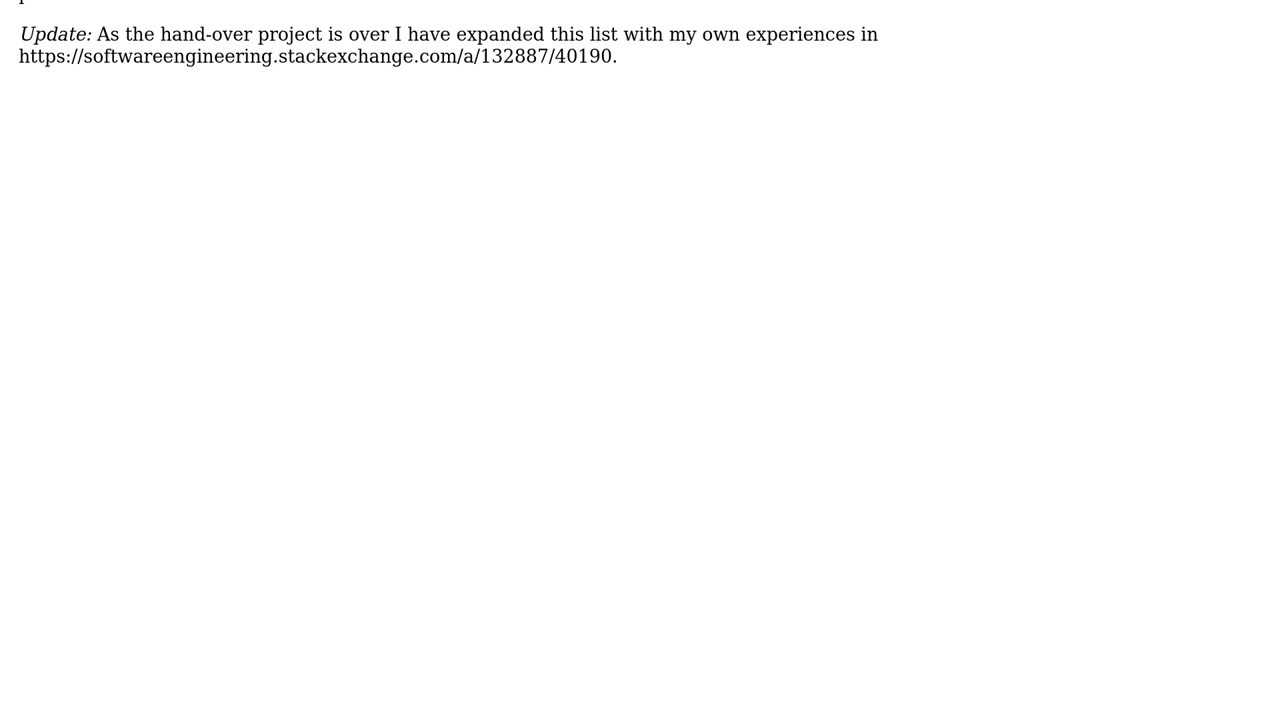 Update: As the hand-over project is over I have expanded this list with my own experiences in
https://softwareengineering.stackexchange.com/a/132887/40190.